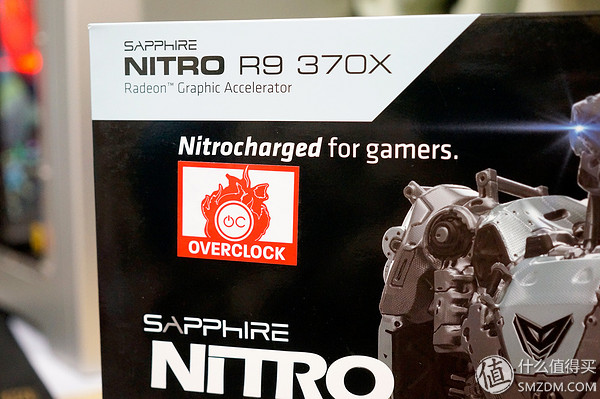 SAPPHIRE
NITRO R9 370X
Radeon™ Graphic Accelerator
Nitrocharged for gamers.
OC
OVERCLOCK
SAPPHIRE
NITRO
值 什么值得买
SMZDM.COM